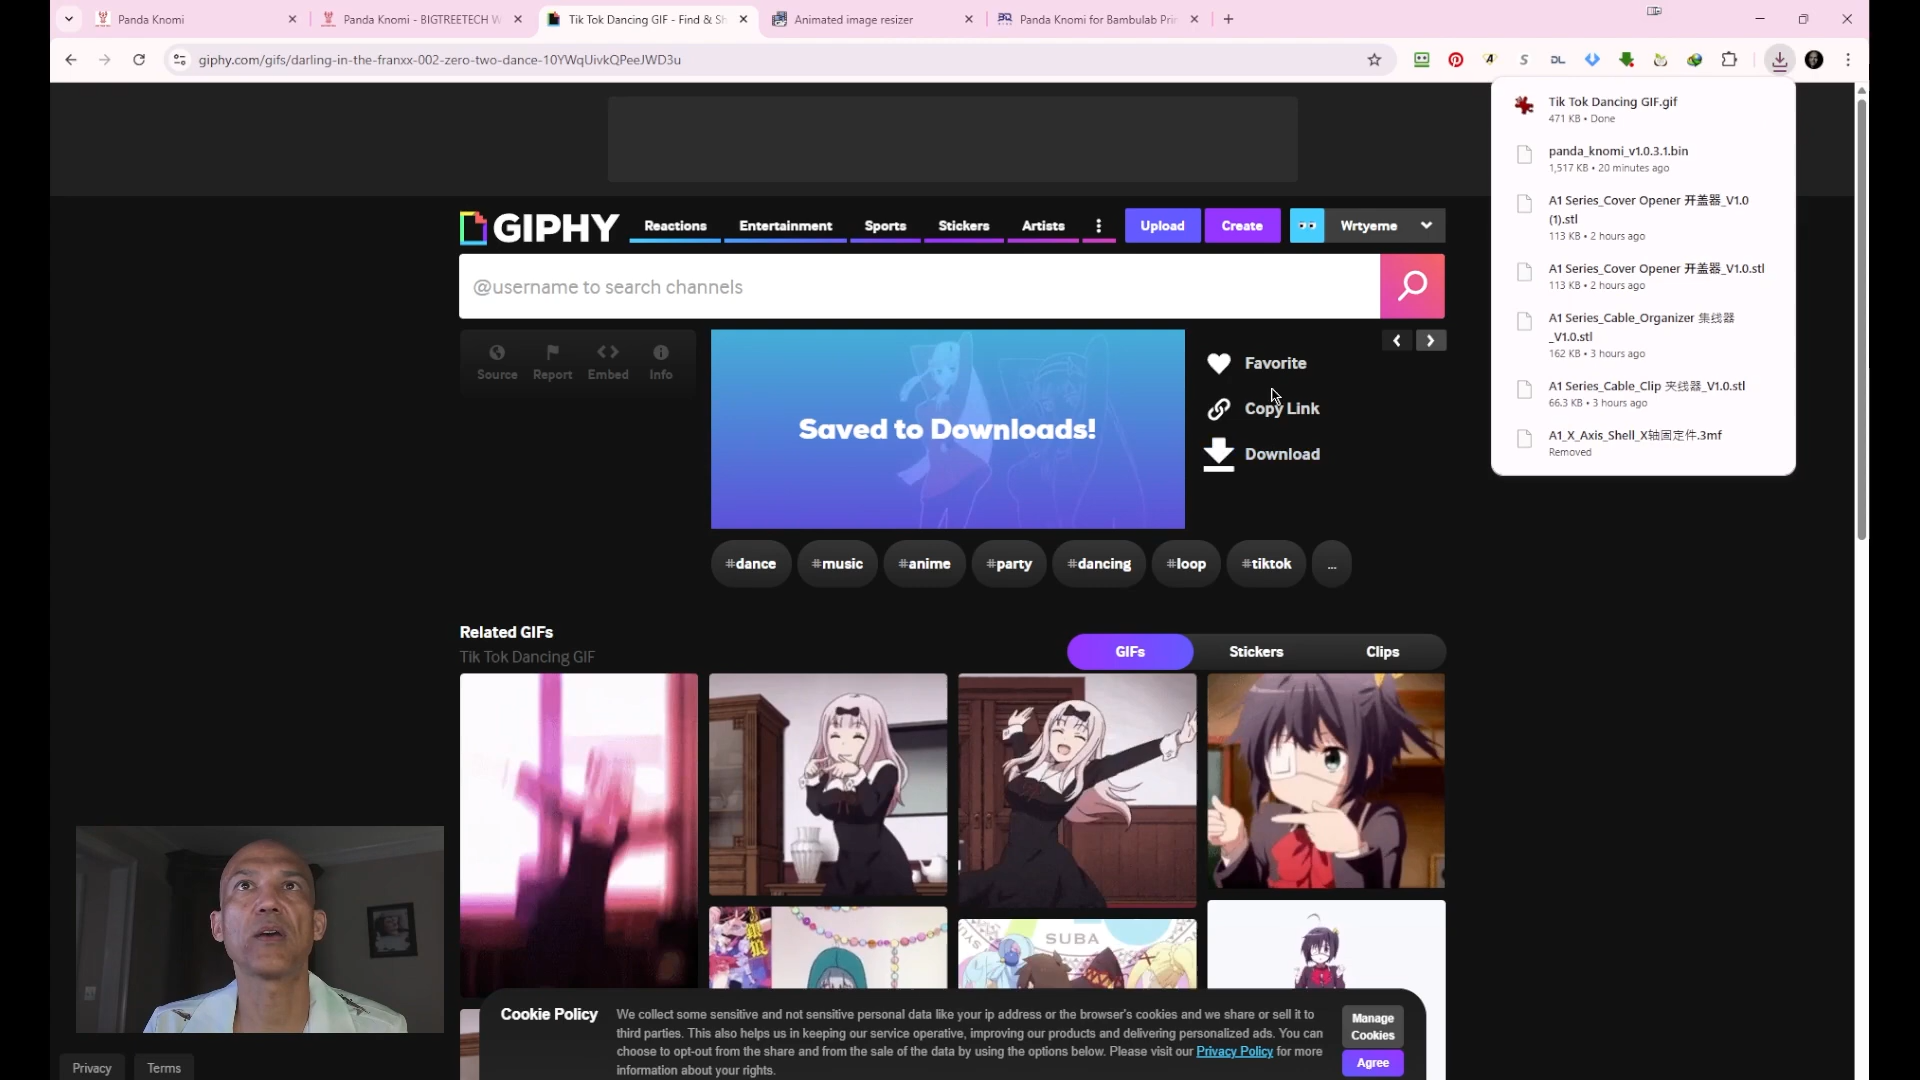 Panda Knomi
Panda Knomi - BIGTREETECH W
Tik Tok Dancing GIF - Find & Sh
Animated image resizer
Panda Knomi for Bambulab Prin
giphy.com/gifs/darling-in-the-franxx-002-zero-two-dance-10YWqUivkQPeeJWD3u
Tik Tok Dancing GIF.gif
471 KB • Done
panda_knomi_v1.0.3.1.bin
1,517 KB • 20 minutes ago
A1 Series_Cover Opener 开盖器_V1.0
(1).stl
113 KB • 2 hours ago
A1 Series_Cover Opener 开盖器_V1.0.stl
113 KB • 2 hours ago
A1 Series_Cable_Organizer 集线器
_V1.0.stl
162 KB • 3 hours ago
A1 Series_Cable_Clip 夹线器_V1.0.stl
66.3 KB • 3 hours ago
A1_X_Axis_Shell_X轴固定件.3mf
Removed
GIPHY
Reactions
Entertainment
Sports
Stickers
Artists
Upload
Create
Wrtyeme
@username to search channels
Source
Report
Embed
Info
Saved to Downloads!
Favorite
Copy Link
Download
#dance
#music
#anime
#party
#dancing
#loop
#tiktok
...
Related GIFs
Tik Tok Dancing GIF
GIFs
Stickers
Clips
SUBA
Cookie Policy
We collect some sensitive and not sensitive personal data like your ip address or the browser's cookies and we share or sell it to
third parties. This also helps us in keeping our service operative, improving our products and delivering personalized ads. You can
choose to opt-out from the share and from the sale of the data by using the options below. Please visit our Privacy Policy for more
information about your rights.
Manage
Cookies
Agree
Privacy
Terms